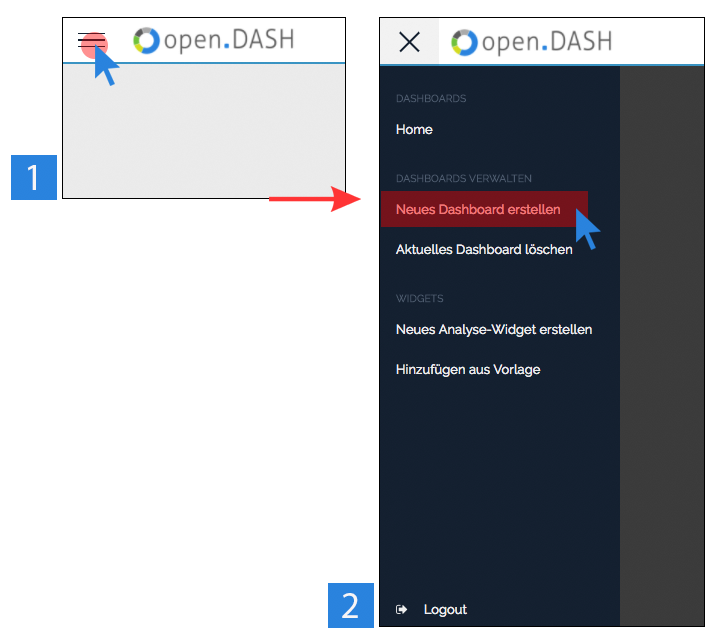 open.DASH
1
open.DASH
DASHBOARDS
Home
DASHBOARDS VERWALTEN
Neues Dashboard erstellen
Aktuelles Dashboard löschen
WIDGETS
Neues Analyse-Widget erstellen
Hinzufügen aus Vorlage
2
Logout